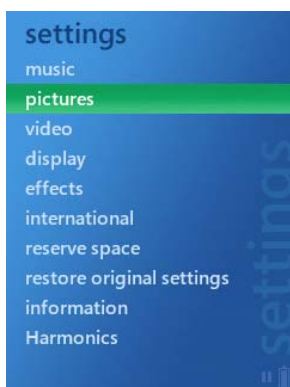 settings
music
pictures
video
display
effects
international
reserve space
restore original settings
information
Harmonics
settings